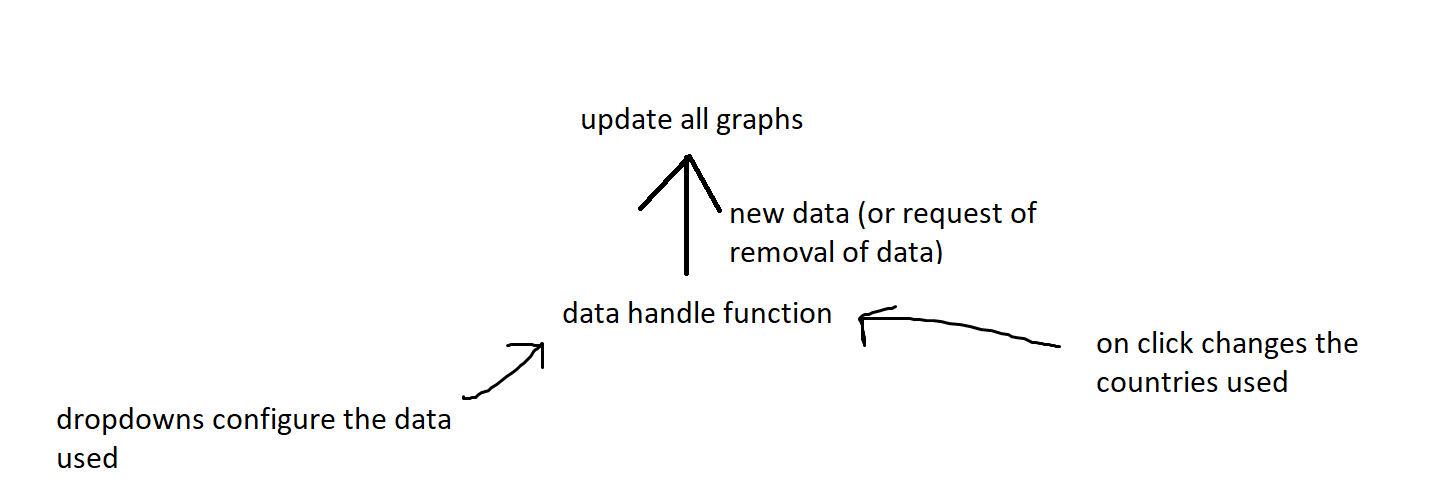 update all graphs
new data (or request of
removal of data)
data handle function
on click changes the
countries used
dropdowns configure the data
used